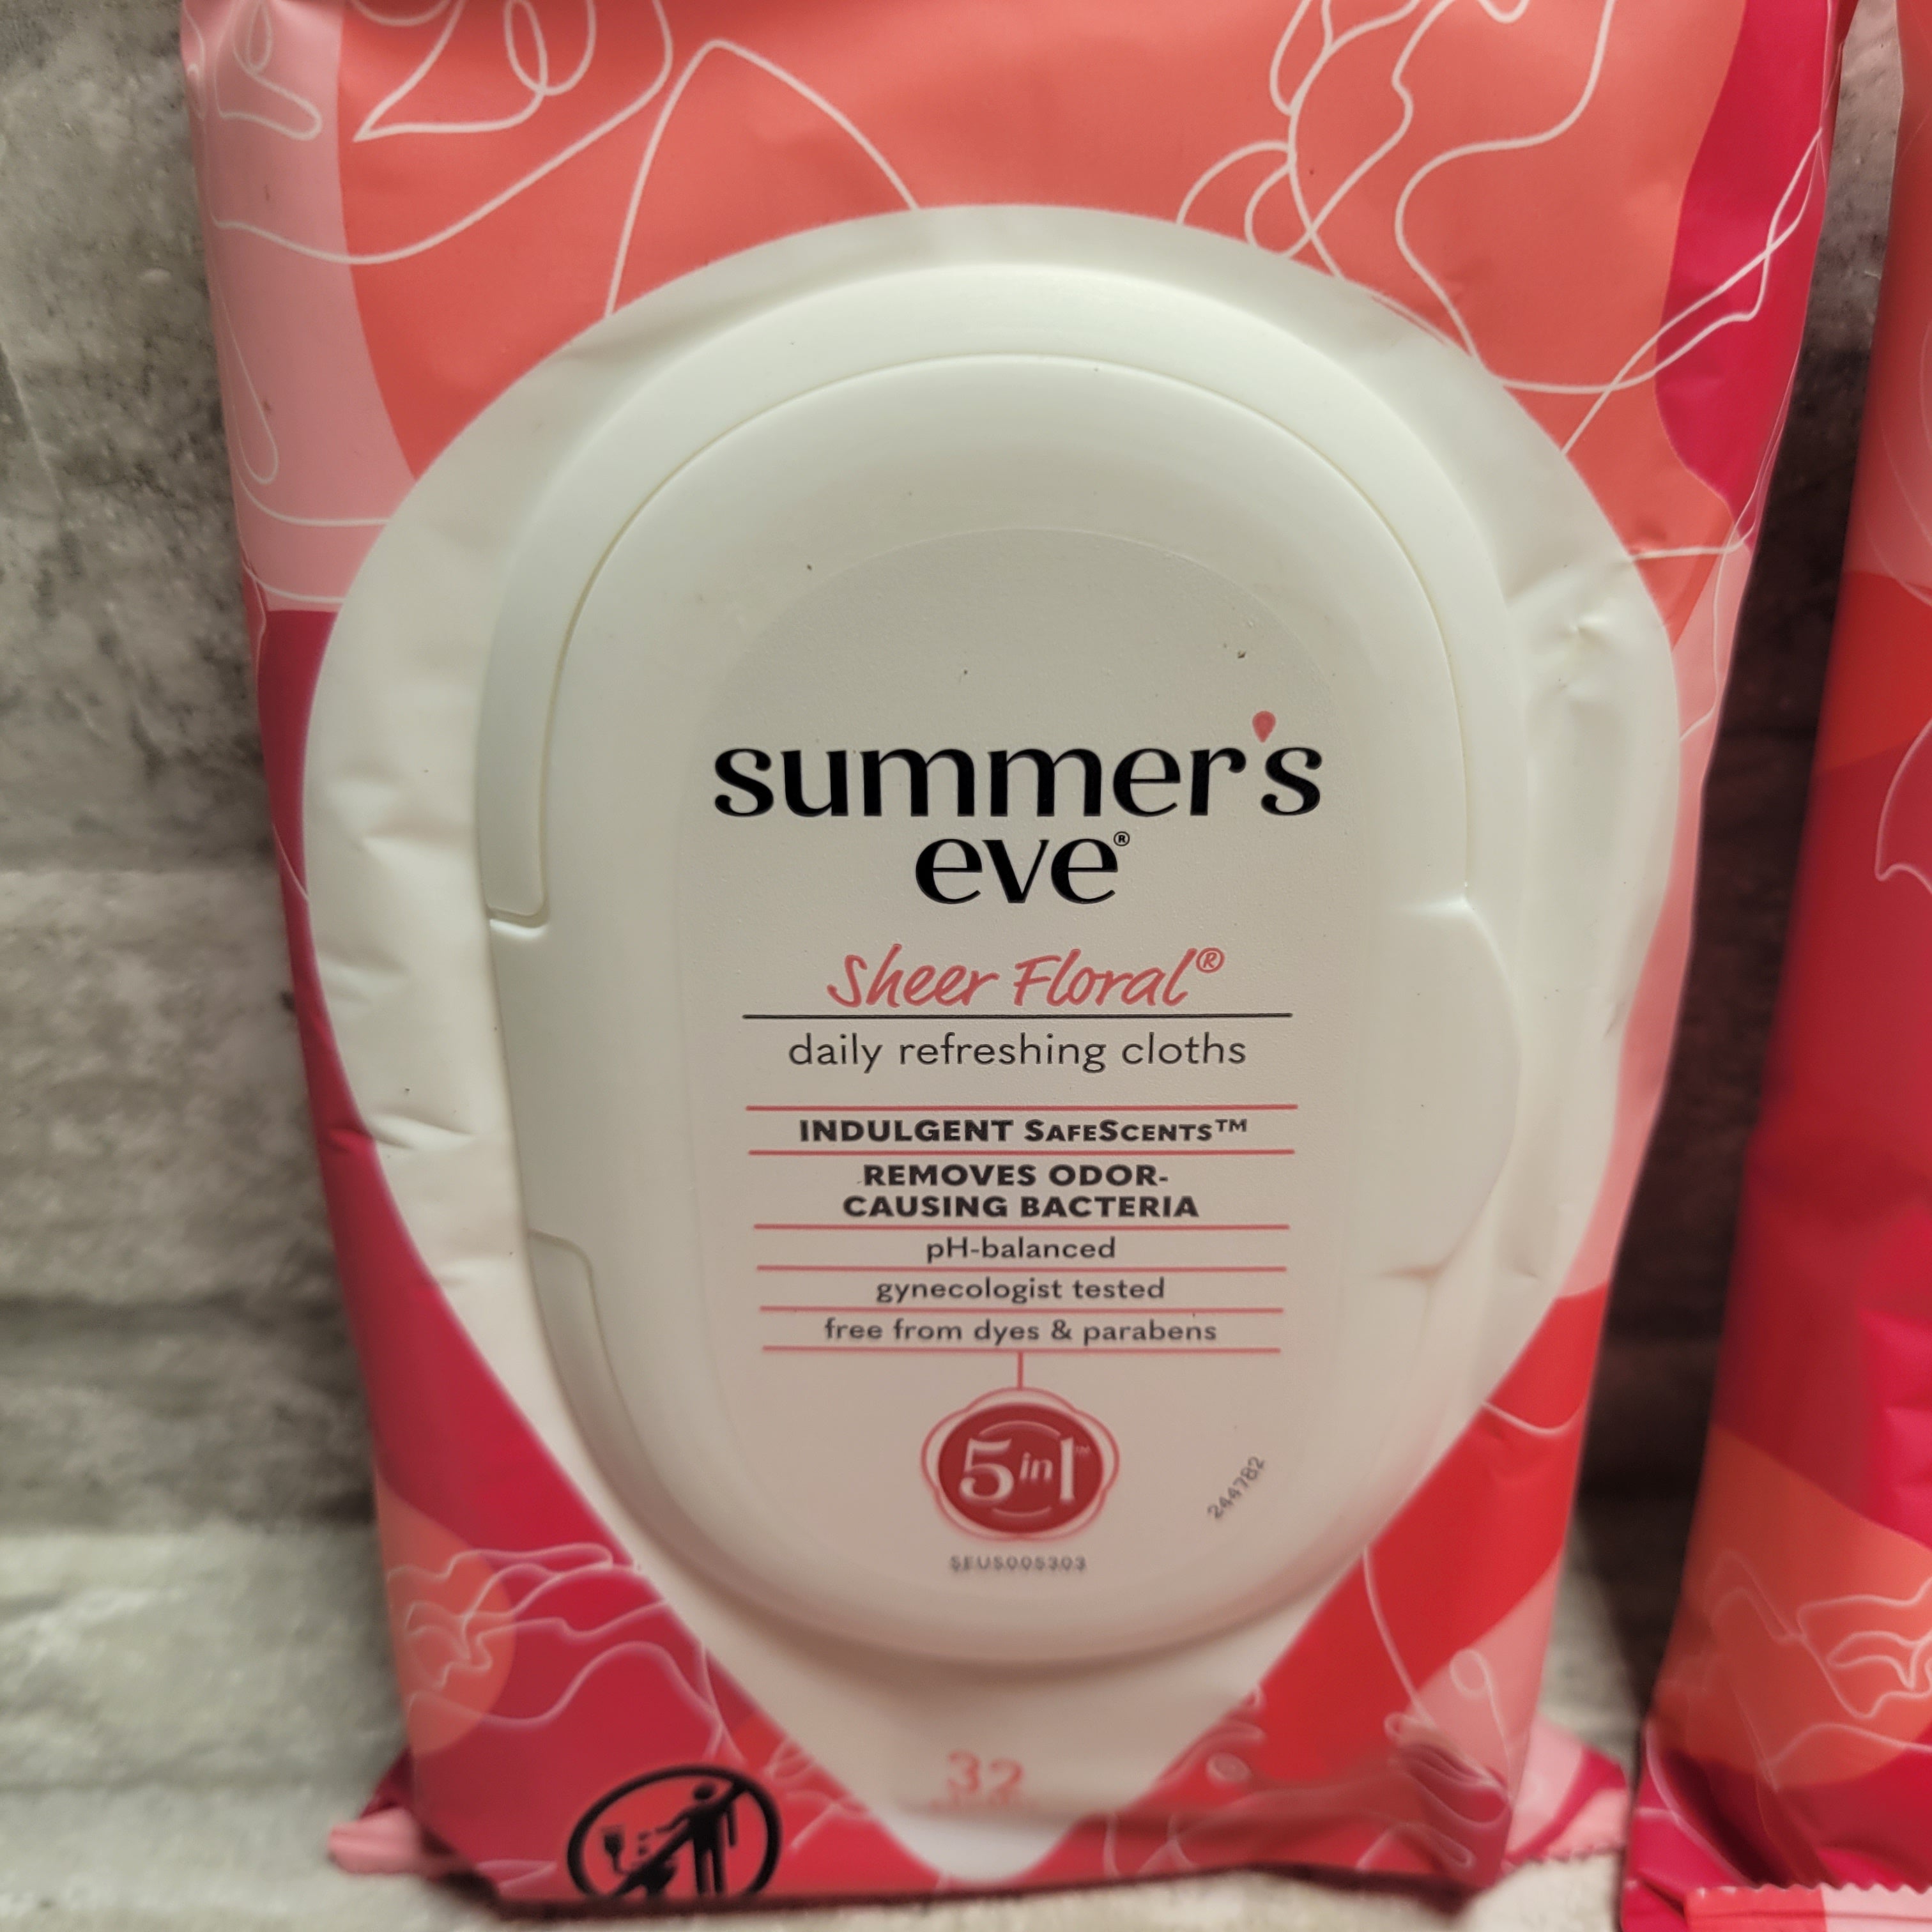 summer's
eve®
Sheer Floral®
daily refreshing cloths
INDULGENT SAFESCENTS™
REMOVES ODOR-
CAUSING BACTERIA
pH-balanced
gynecologist tested
free from dyes & parabens
5 in 1™
244782
SEUS005303
32